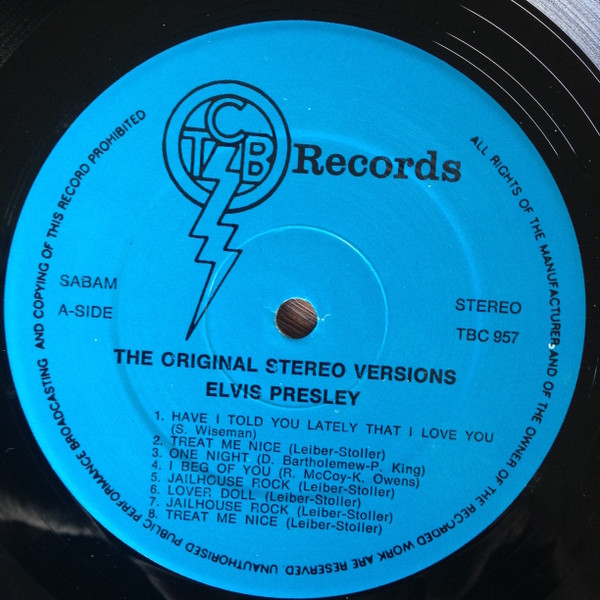 TCB Records
SABAM
A-SIDE
STEREO
TBC 957
THE ORIGINAL STEREO VERSIONS
ELVIS PRESLEY
1. HAVE I TOLD YOU LATELY THAT I LOVE YOU
(S. Wiseman)
2. TREAT ME NICE (Leiber-Stoller)
3. ONE NIGHT (D. Bartholemew-P. King)
4. I BEG OF YOU (R. McCoy-K. Owens)
5. JAILHOUSE ROCK (Leiber-Stoller)
6. LOVER DOLL (Leiber-Stoller)
7. JAILHOUSE ROCK (Leiber-Stoller)
8. TREAT ME NICE (Leiber-Stoller)
ALL RIGHTS OF THE MANUFACTURER AND OF THE OWNER OF THE RECORDED WORK ARE RESERVED. UNAUTHORISED PUBLIC PERFORMANCE BROADCASTING AND COPYING OF THIS RECORD PROHIBITED